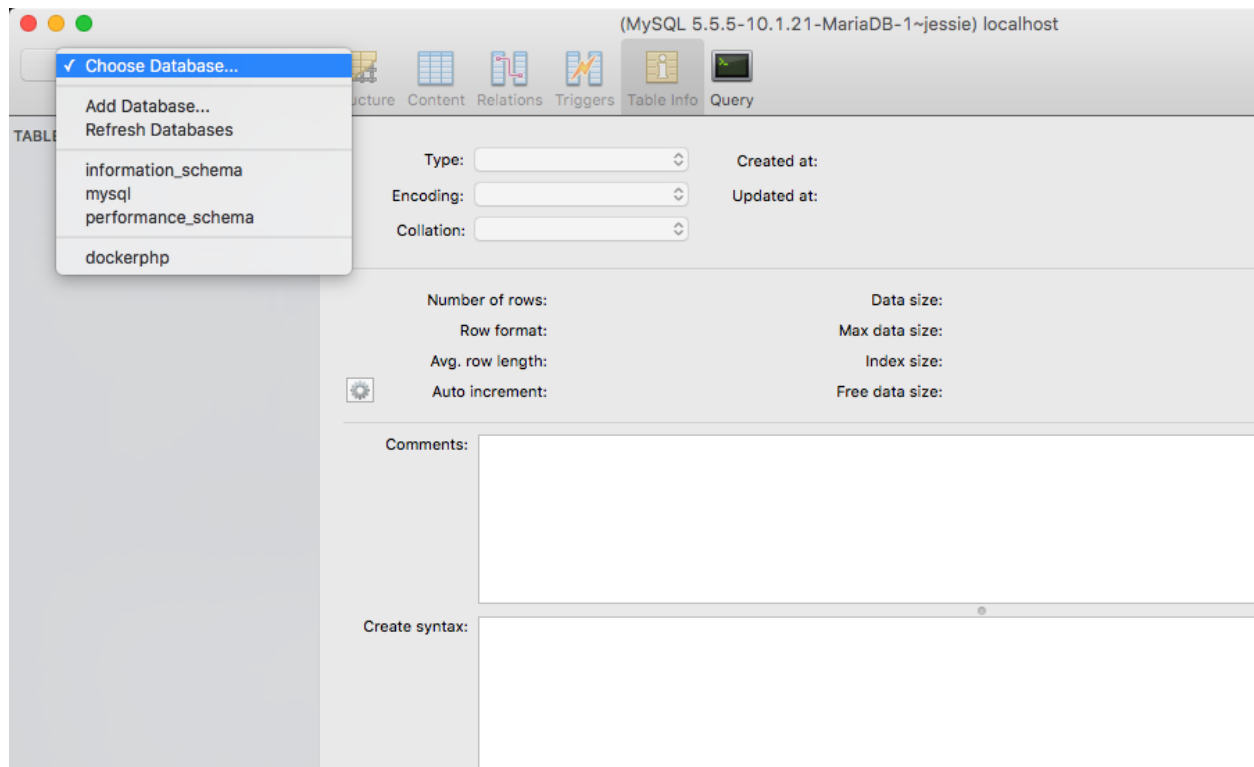 (MySQL 5.5.5-10.1.21-MariaDB-1~jessie) localhost
✓ Choose Database...
Add Database...
Refresh Databases
information_schema
mysql
performance_schema
dockerphp
Content Relations Triggers Table Info Query
Type: Created at:
Encoding: Updated at:
Collation:
Number of rows: Data size:
Row format: Max data size:
Avg. row length: Index size:
Auto increment: Free data size:
Comments:
Create syntax: